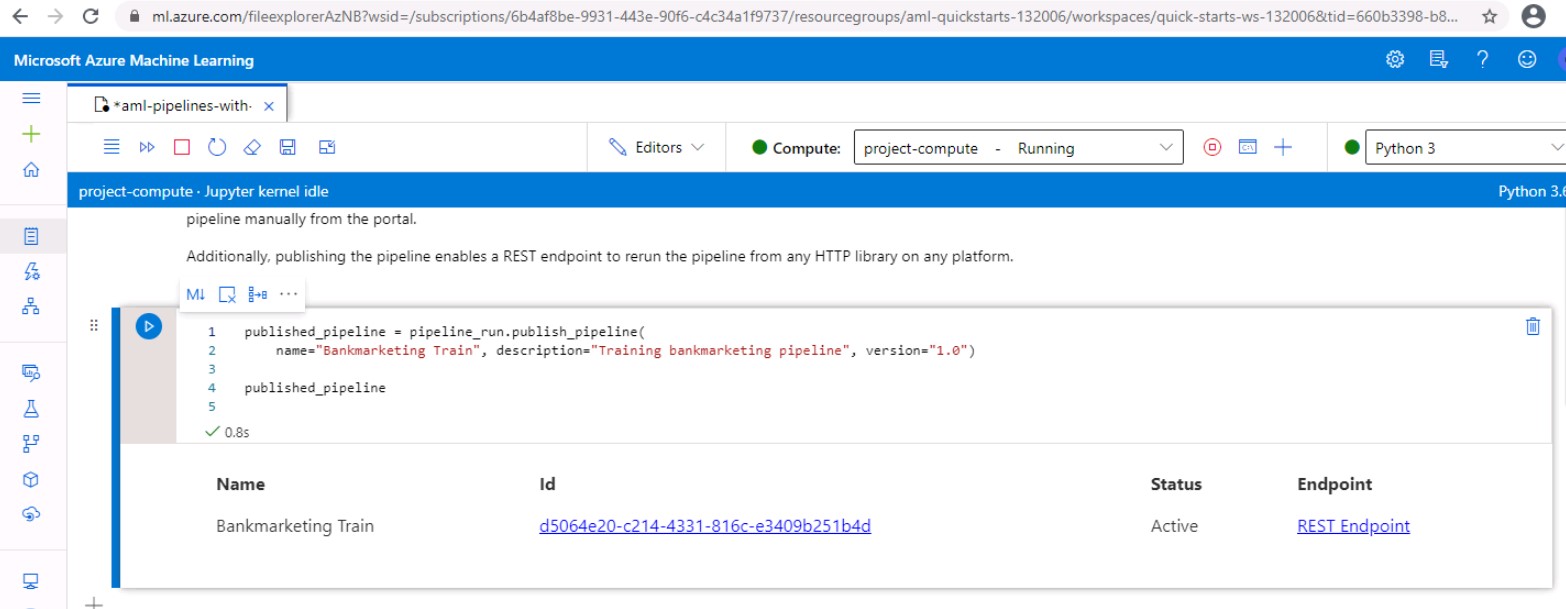 ml.azure.com/fileexplorerAzNB?wsid=/subscriptions/6b4af8be-9931-443e-90f6-c4c34a1f9737/resourcegroups/aml-quickstarts-132006/workspaces/quick-starts-ws-132006&tid=660b3398-b8...
Microsoft Azure Machine Learning
*aml-pipelines-with-
Editors
Compute:
project-compute - Running
Python 3
project-compute · Jupyter kernel idle
Python 3.6
pipeline manually from the portal.
Additionally, publishing the pipeline enables a REST endpoint to rerun the pipeline from any HTTP library on any platform.
M↓
1 published_pipeline = pipeline_run.publish_pipeline(
2 name="Bankmarketing Train", description="Training bankmarketing pipeline", version="1.0")
3
4 published_pipeline
5
0.8s
Name Id Status Endpoint
Bankmarketing Train d5064e20-c214-4331-816c-e3409b251b4d Active REST Endpoint